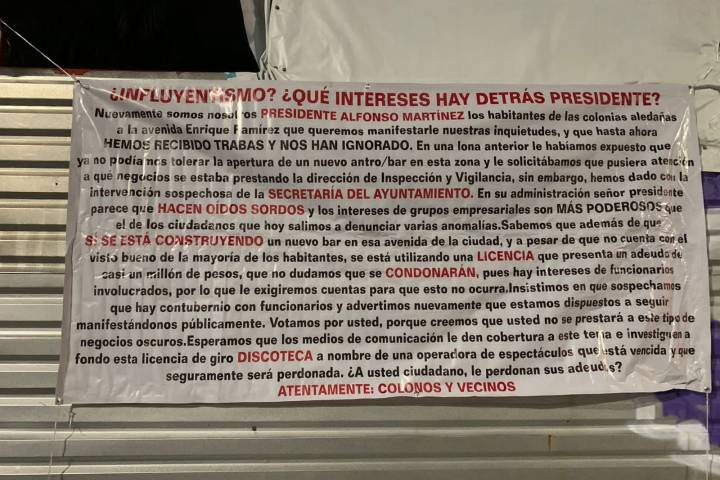 ¿INFLUYENTISMO? ¿QUÉ INTERESES HAY DETRÁS PRESIDENTE?
Nuevamente somos nosotros PRESIDENTE ALFONSO MARTÍNEZ los habitantes de las colonias aledañas
a la avenida Enrique Ramírez que queremos manifestarle nuestras inquietudes, y que hasta ahora
HEMOS RECIBIDO TRABAS Y NOS HAN IGNORADO. En una lona anterior le habíamos expuesto que
ya no podíamos tolerar la apertura de un nuevo antro/bar en esta zona y le solicitábamos que pusiera atención
a qué negocios se estaba prestando la dirección de Inspección y Vigilancia, sin embargo, hemos dado con la
intervención sospechosa de la SECRETARÍA DEL AYUNTAMIENTO. En su administración señor presidente
parece que HACEN OÍDOS SORDOS y los intereses de grupos empresariales son MÁS PODEROSOS que
el de los ciudadanos que hoy salimos a denunciar varias anomalías.Sabemos que además de que
SI SE ESTÁ CONSTRUYENDO un nuevo bar en esa avenida de la ciudad, y a pesar de que no cuenta con el
visto bueno de la mayoría de los habitantes, se está utilizando una LICENCIA que presenta un adeudo de
casi un millón de pesos, que no dudamos que se CONDONARÁN, pues hay intereses de funcionarios
involucrados, por lo que le exigiremos cuentas para que esto no ocurra.Insistimos en que sospechamos
que hay contubernio con funcionarios y advertimos nuevamente que estamos dispuestos a seguir
manifestándonos públicamente. Votamos por usted, porque creemos que usted no se prestará a este tipo de
negocios oscuros.Esperamos que los medios de comunicación le den cobertura a este tema e investiguen a
fondo esta licencia de giro DISCOTECA a nombre de una operadora de espectáculos que está vencida y que
seguramente será perdonada. ¿A usted ciudadano, le perdonan sus adeudos?
ATENTAMENTE: COLONOS Y VECINOS